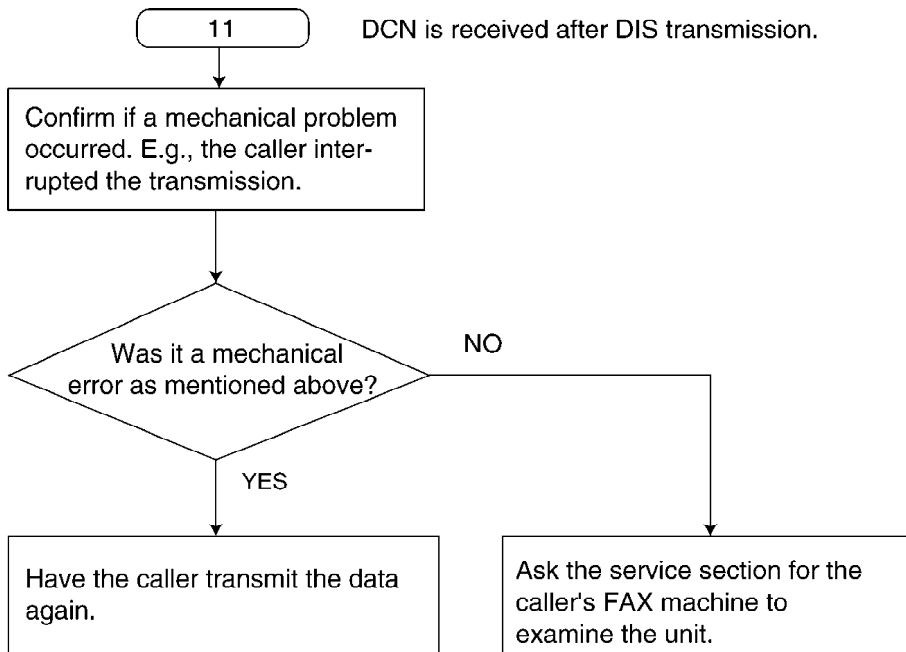 11
DCN is received after DIS transmission.
Confirm if a mechanical problem
occurred. E.g., the caller inter-
rupted the transmission.
Was it a mechanical
error as mentioned above?
NO
YES
Have the caller transmit the data
again.
Ask the service section for the
caller's FAX machine to
examine the unit.